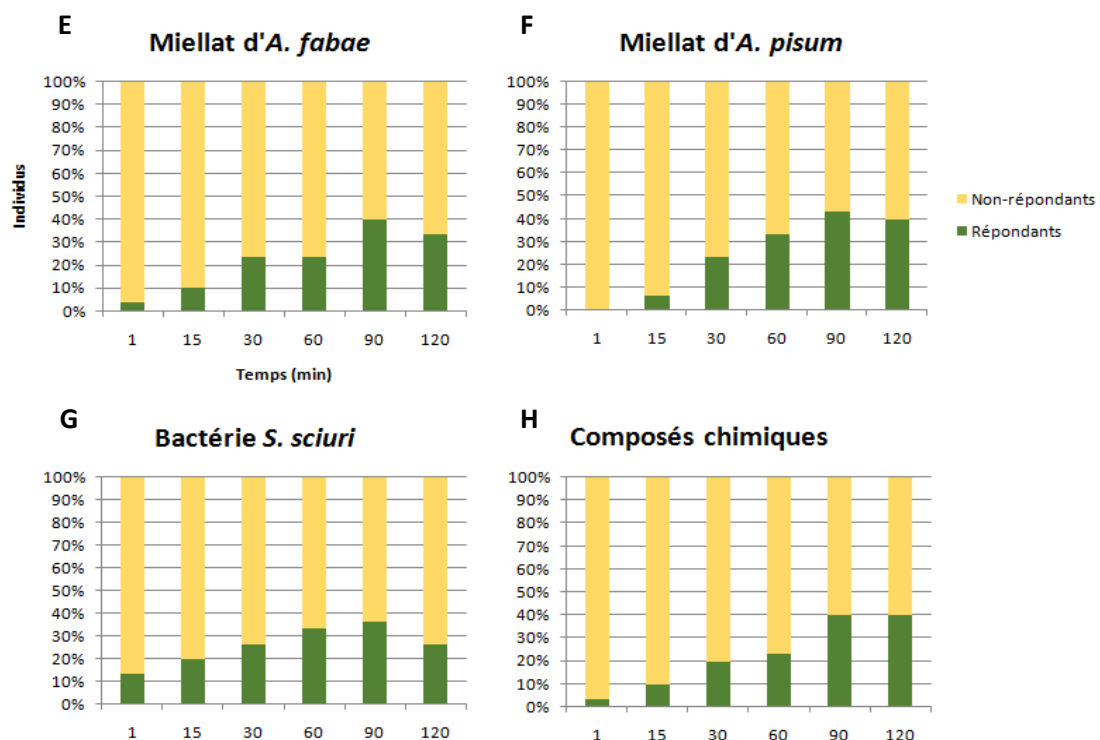 E
Miellat d'A. fabae
100%
90%
80%
70%
60%
50%
40%
30%
20%
10%
0%
Individus
1 15 30 60 90 120
Temps (min)
F
Miellat d'A. pisum
100%
90%
80%
70%
60%
50%
40%
30%
20%
10%
0%
1 15 30 60 90 120
Non-répondants
Répondants
G
Bactérie S. sciuri
100%
90%
80%
70%
60%
50%
40%
30%
20%
10%
0%
1 15 30 60 90 120
H
Composés chimiques
100%
90%
80%
70%
60%
50%
40%
30%
20%
10%
0%
1 15 30 60 90 120